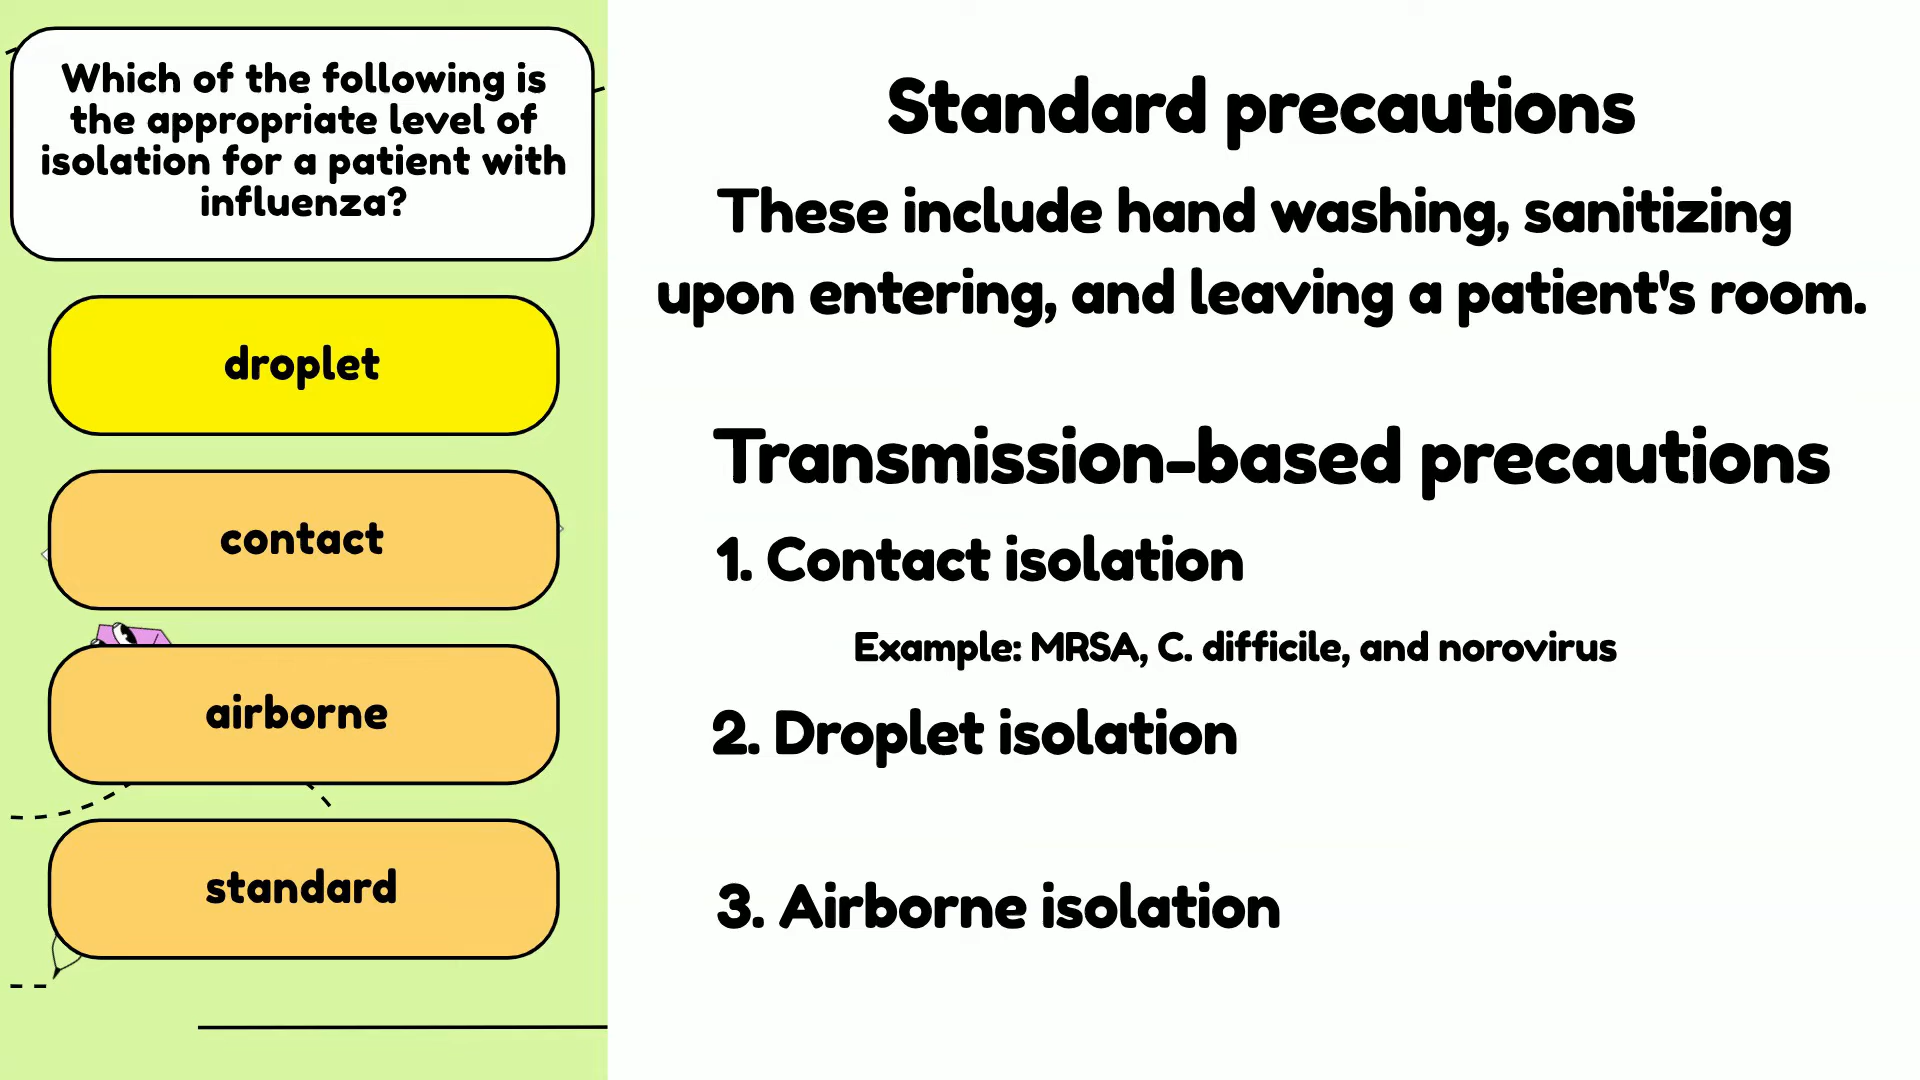 Which of the following is
the appropriate level of
isolation for a patient with
influenza?
droplet
contact
airborne
standard
Standard precautions
These include hand washing, sanitizing
upon entering, and leaving a patient's room.
Transmission-based precautions
1. Contact isolation
Example: MRSA, C. difficile, and norovirus
2. Droplet isolation
3. Airborne isolation